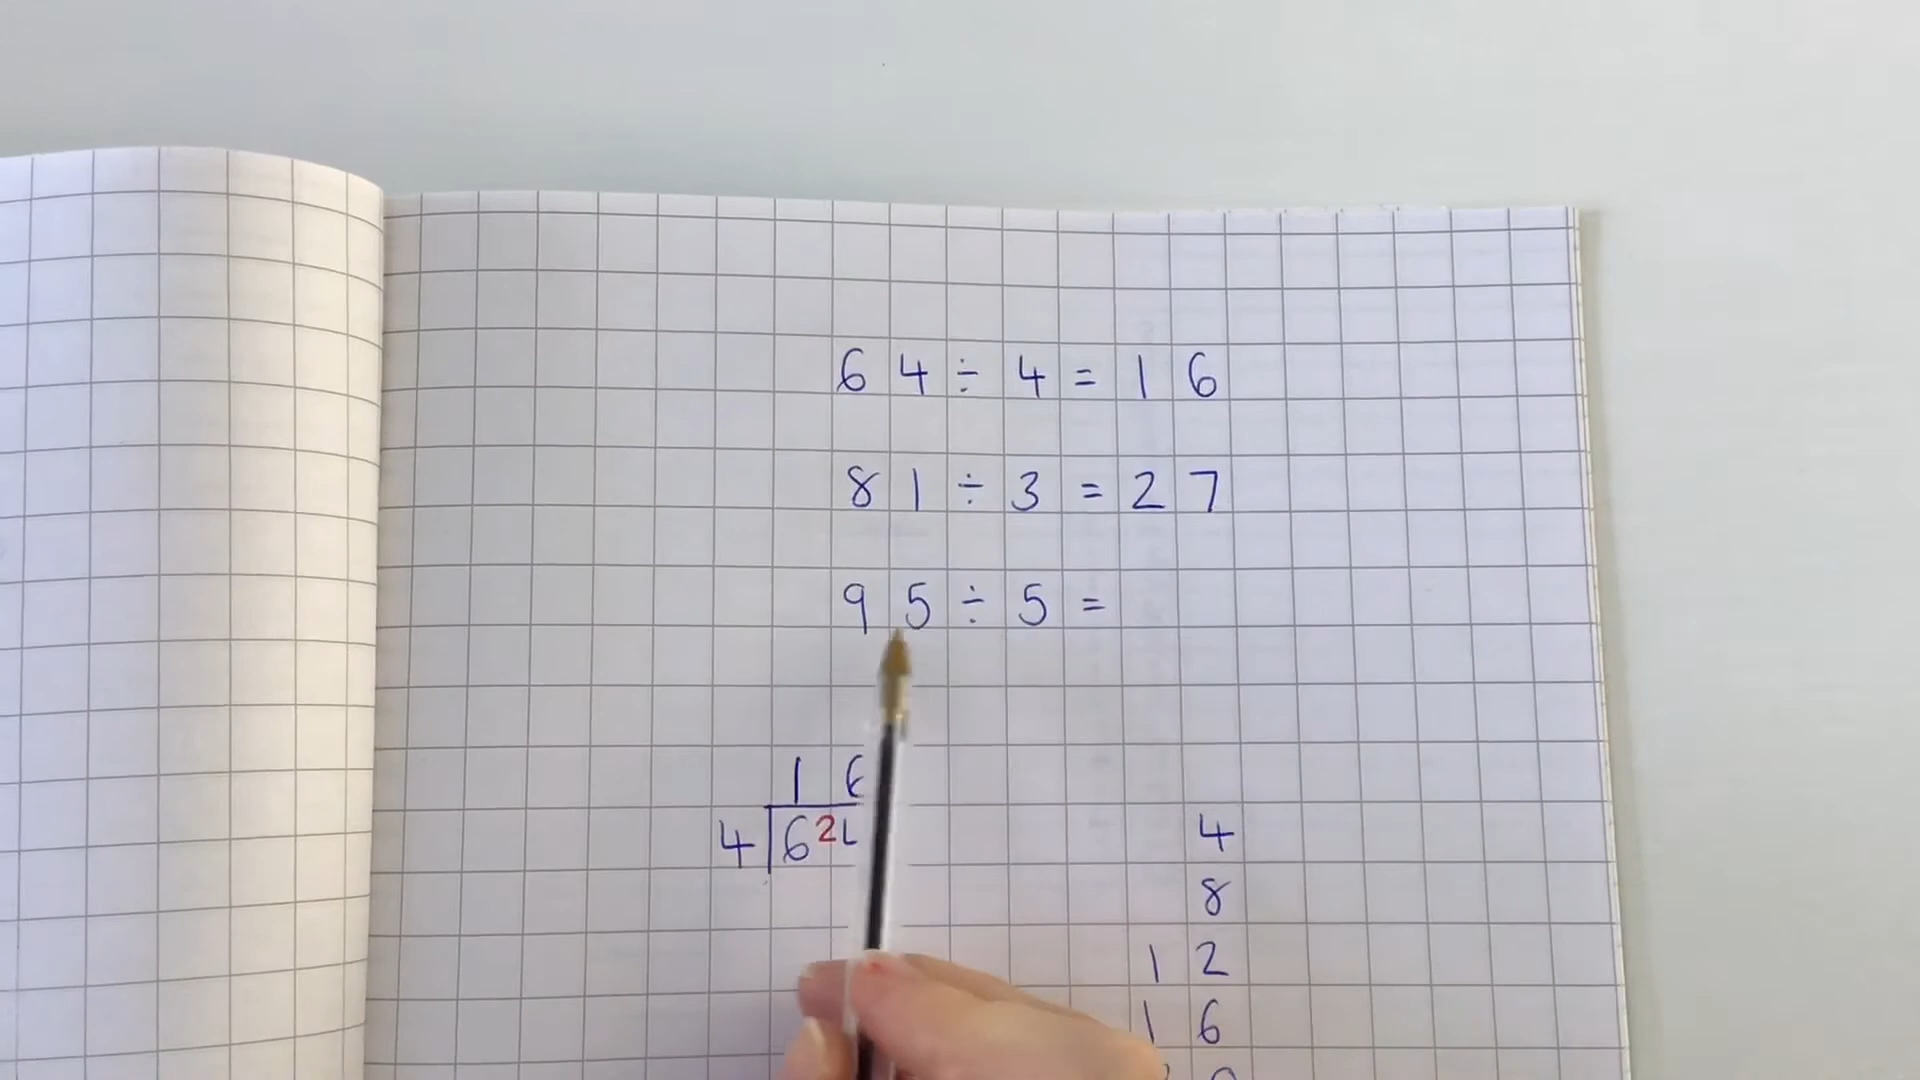 64 ÷ 4 = 16
81 ÷ 3 = 27
95 ÷ 5 =
16
4 6 2
4
8
12
16